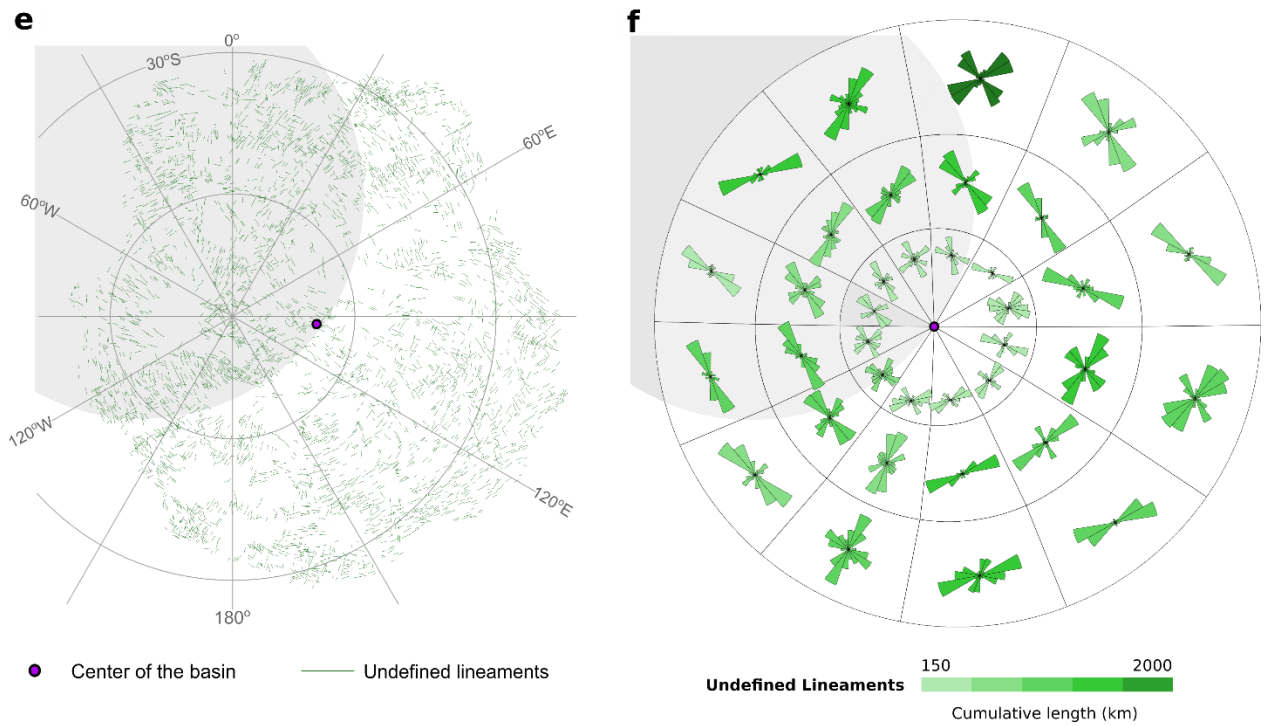 e
f
0°
30°S
60°E
60°W
120°W
120°E
180°
Center of the basin
Undefined lineaments
150
2000
Undefined Lineaments
Cumulative length (km)